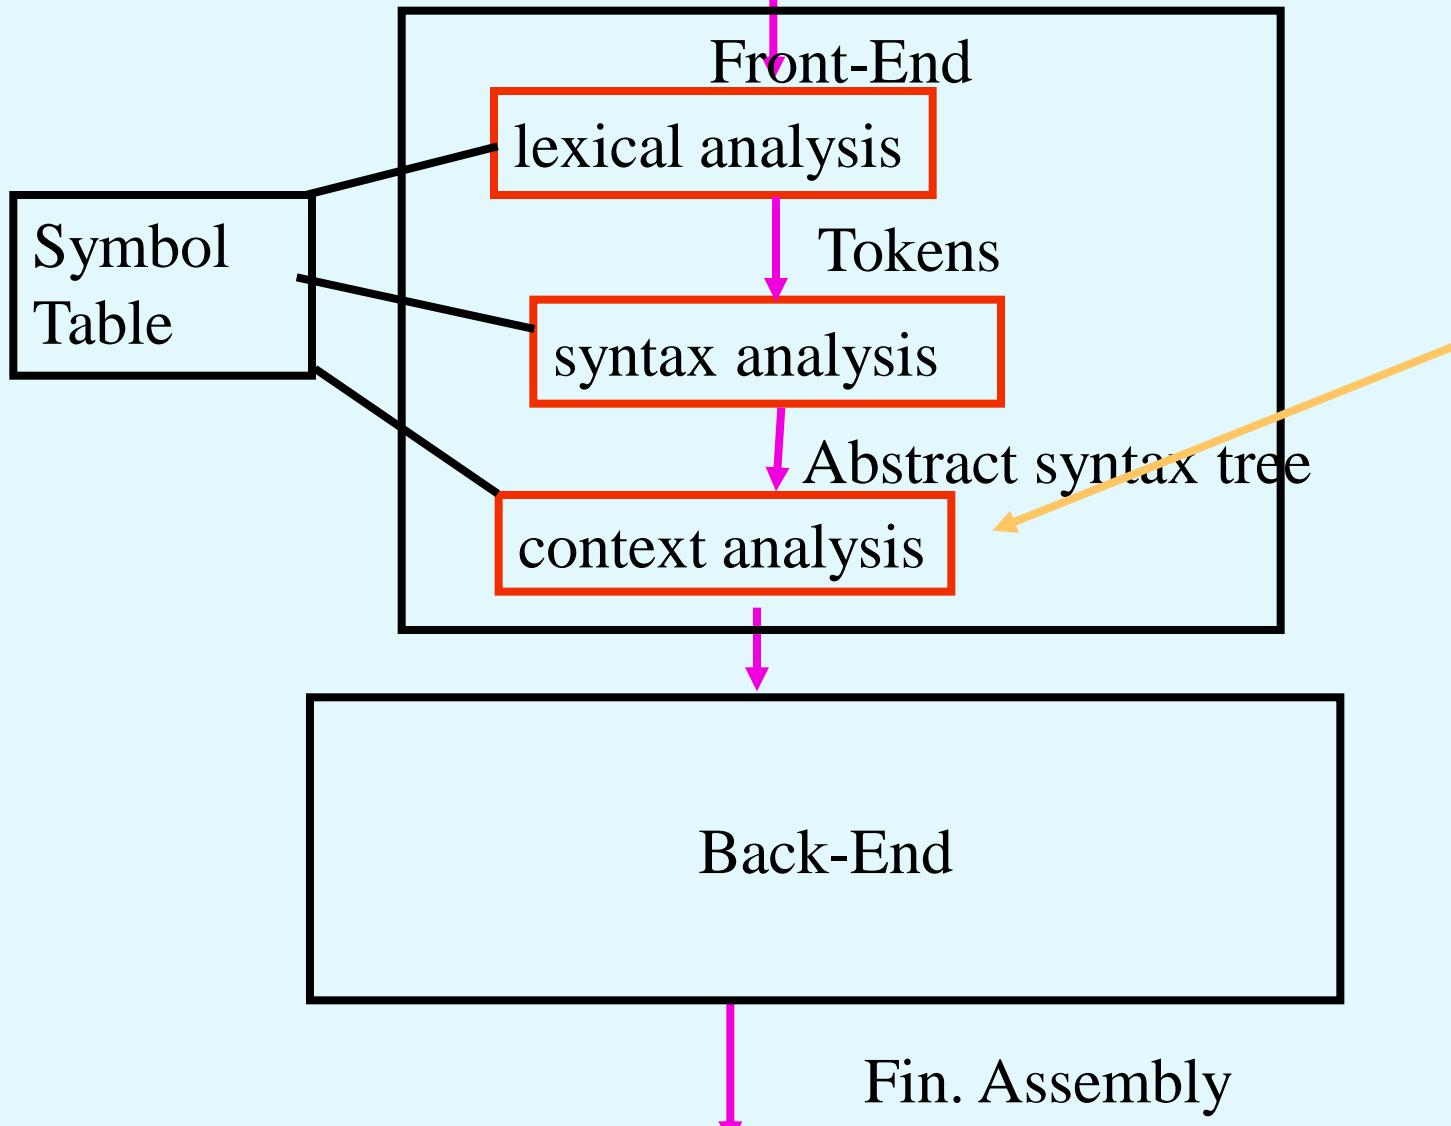 Front-End
lexical analysis
Symbol
Table
Tokens
syntax analysis
Abstract syntax tree
context analysis
Back-End
Fin. Assembly